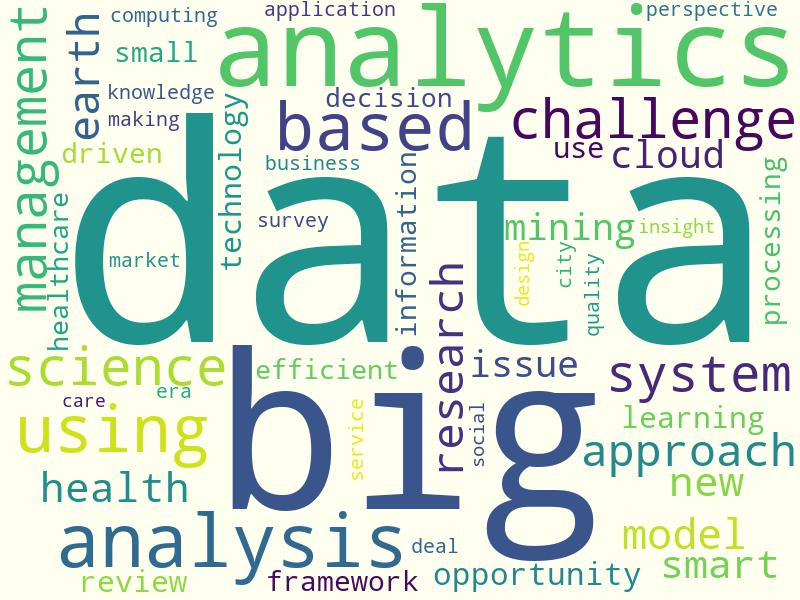 computing
application
perspective
management
earth
small
analytics
knowledge
decision
making
based
challenge
technology
driven
business
use
cloud
data
information
processing
healthcare
survey
mining
insight
market
design
city
quality
research
science
efficient
issue
system
big
care
era
using
service
social
learning
approach
health
new
analysis
deal
model
smart
review
framework
opportunity